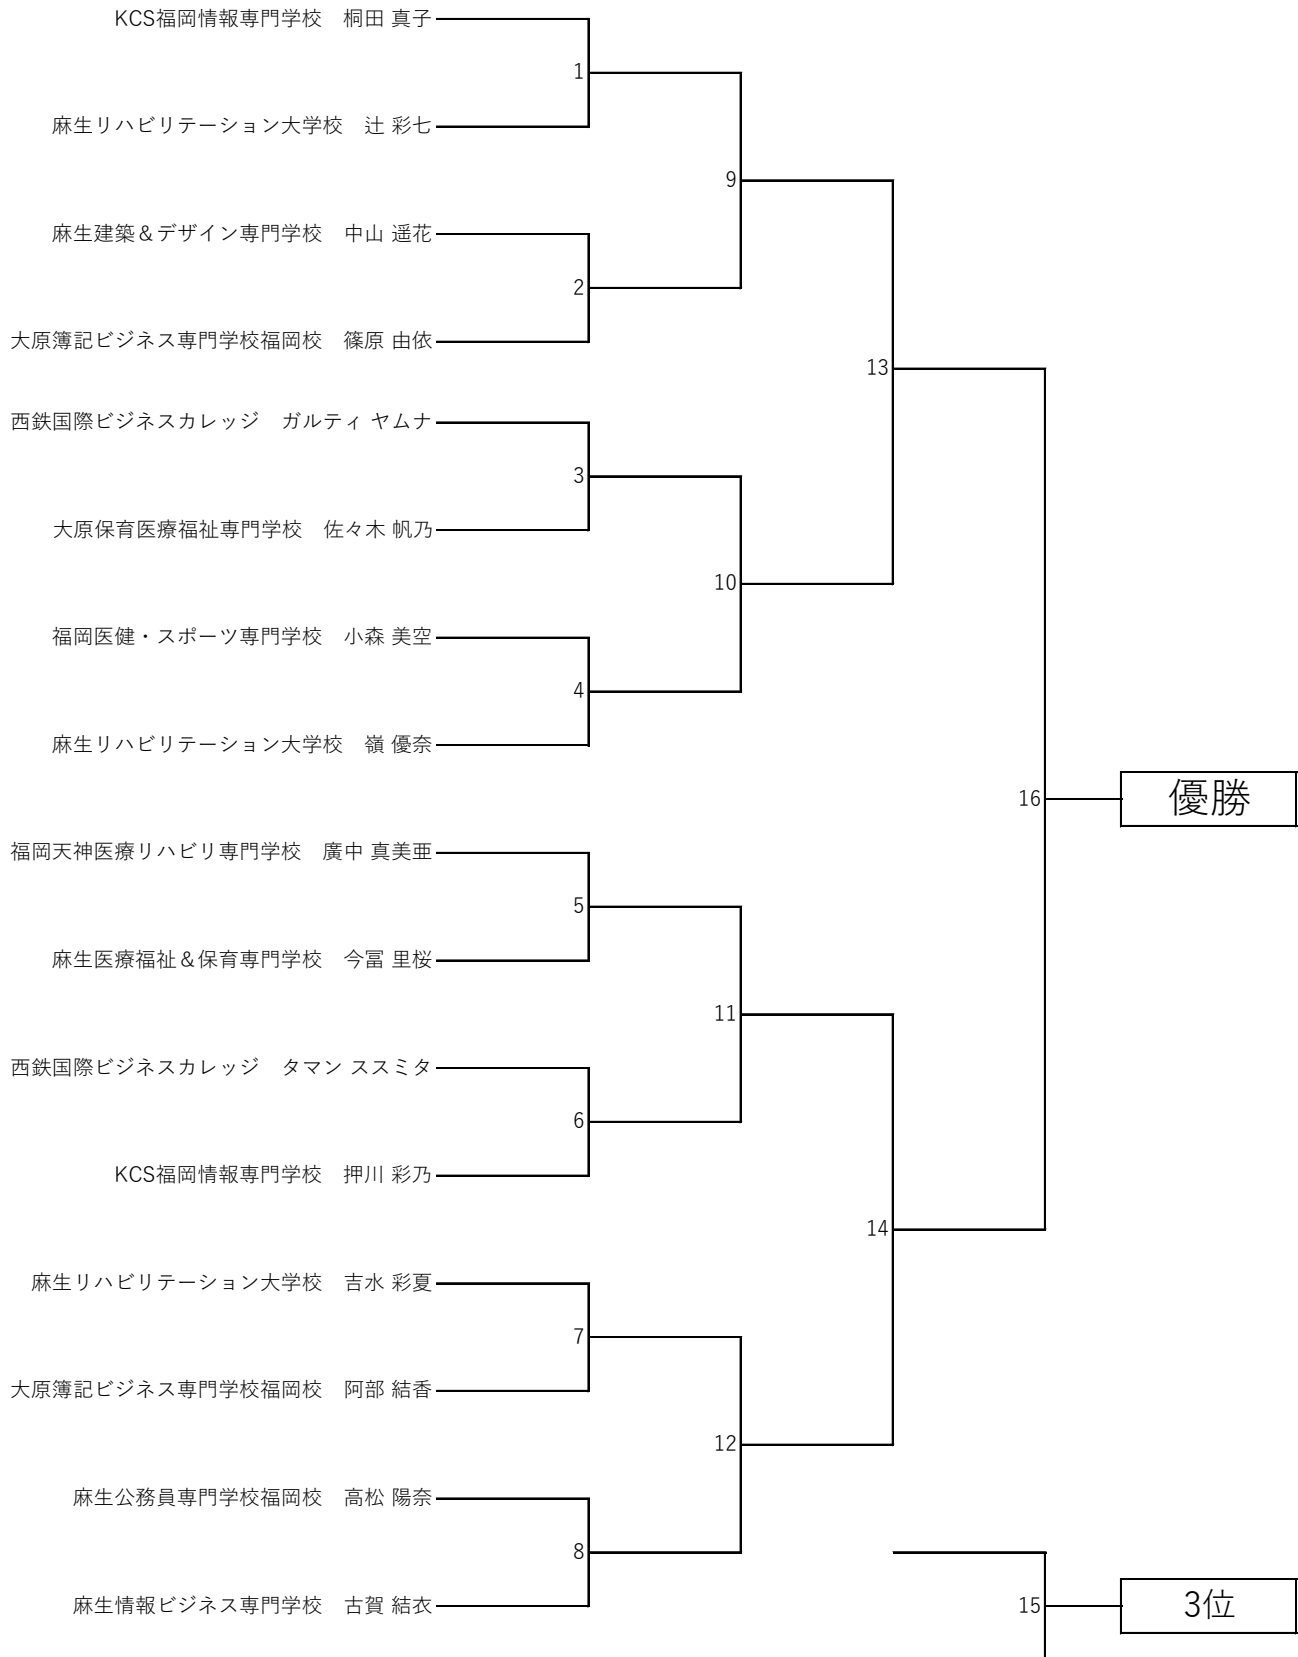 KCS福岡情報専門学校　桐田 真子
1
麻生リハビリテーション大学校　辻 彩七
9
麻生建築＆デザイン専門学校　中山 遥花
2
大原簿記ビジネス専門学校福岡校　篠原 由依
13
西鉄国際ビジネスカレッジ　ガルティ ヤムナ
3
大原保育医療福祉専門学校　佐々木 帆乃
10
福岡医健・スポーツ専門学校　小森 美空
4
麻生リハビリテーション大学校　嶺 優奈
16
優勝
福岡天神医療リハビリ専門学校　廣中 真美亜
5
麻生医療福祉＆保育専門学校　今冨 里桜
11
西鉄国際ビジネスカレッジ　タマン ススミタ
6
KCS福岡情報専門学校　押川 彩乃
14
麻生リハビリテーション大学校　吉水 彩夏
7
大原簿記ビジネス専門学校福岡校　阿部 結香
12
麻生公務員専門学校福岡校　高松 陽奈
8
麻生情報ビジネス専門学校　古賀 結衣
15
3位